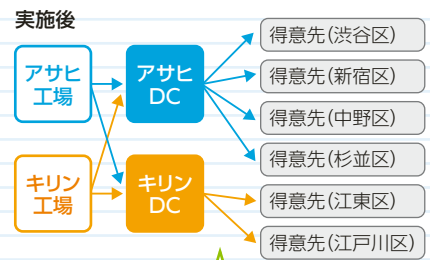 実施後
アサヒ
工場
アサヒ
DC
キリン
工場
キリン
DC
得意先(渋谷区)
得意先(新宿区)
得意先(中野区)
得意先(杉並区)
得意先(江東区)
得意先(江戸川区)